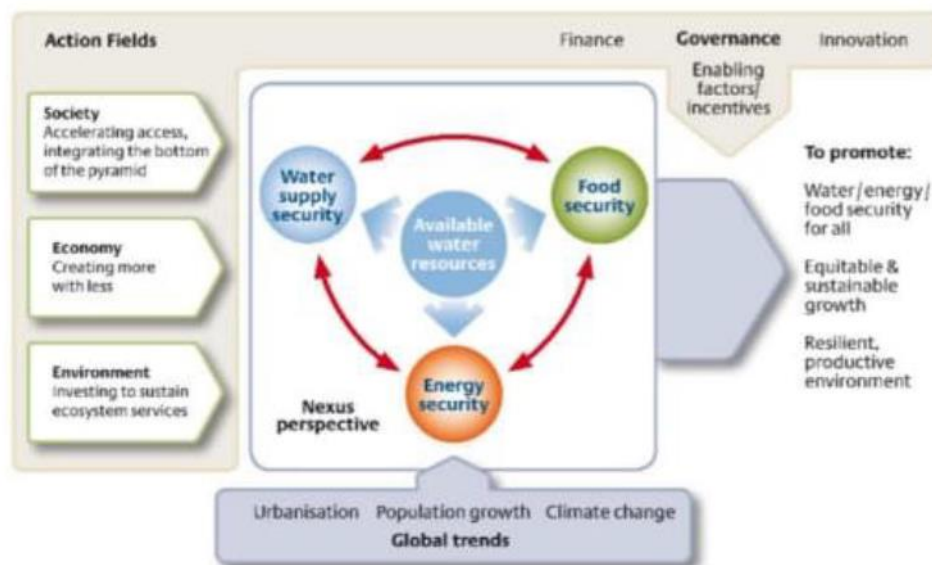 Action Fields
Finance
Governance
Innovation
Enabling
factors/
incentives
Society
Accelerating access,
integrating the bottom
of the pyramid
Economy
Creating more
with less
Environment
Investing to sustain
ecosystem services
Water
supply
security
Food
security
Available
water
resources
Energy
security
Nexus
perspective
To promote:
Water/energy/
food security
for all
Equitable &
sustainable
growth
Resilient,
productive
environment
Urbanisation
Population growth
Climate change
Global trends